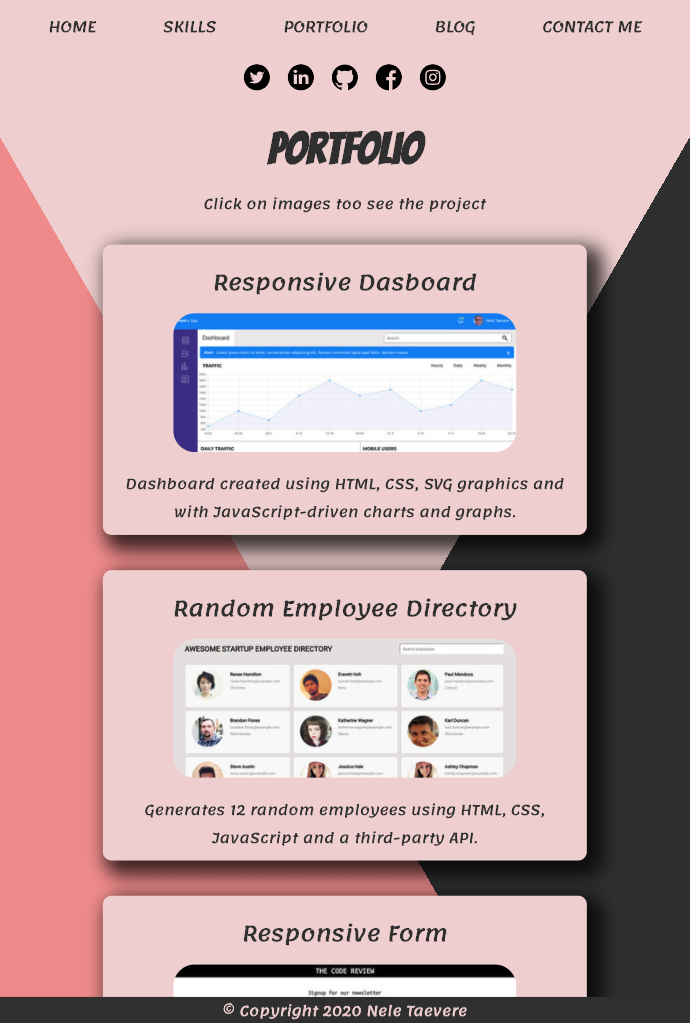 HOME SKILLS PORTFOLIO BLOG CONTACT ME
PORTFOLIO
Click on images too see the project
Responsive Dasboard
Nele Taevere
Dashboard
Search
TRAFFIC
Hourly Daily Weekly Monthly
DAILY TRAFFIC
MOBILE USERS
Dashboard created using HTML, CSS, SVG graphics and
with JavaScript-driven charts and graphs.
Random Employee Directory
AWESOME STARTUP EMPLOYEE DIRECTORY
Search employees
Renee Hamilton
Everett Holt
Paul Mendoza
Brandon Flores
Katherine Wagner
Karl Duncan
Steve Austin
Jessica Hale
Ashley Chapman
Generates 12 random employees using HTML, CSS,
JavaScript and a third-party API.
Responsive Form
THE CODE REVIEW
Signup for our newsletter
© Copyright 2020 Nele Taevere